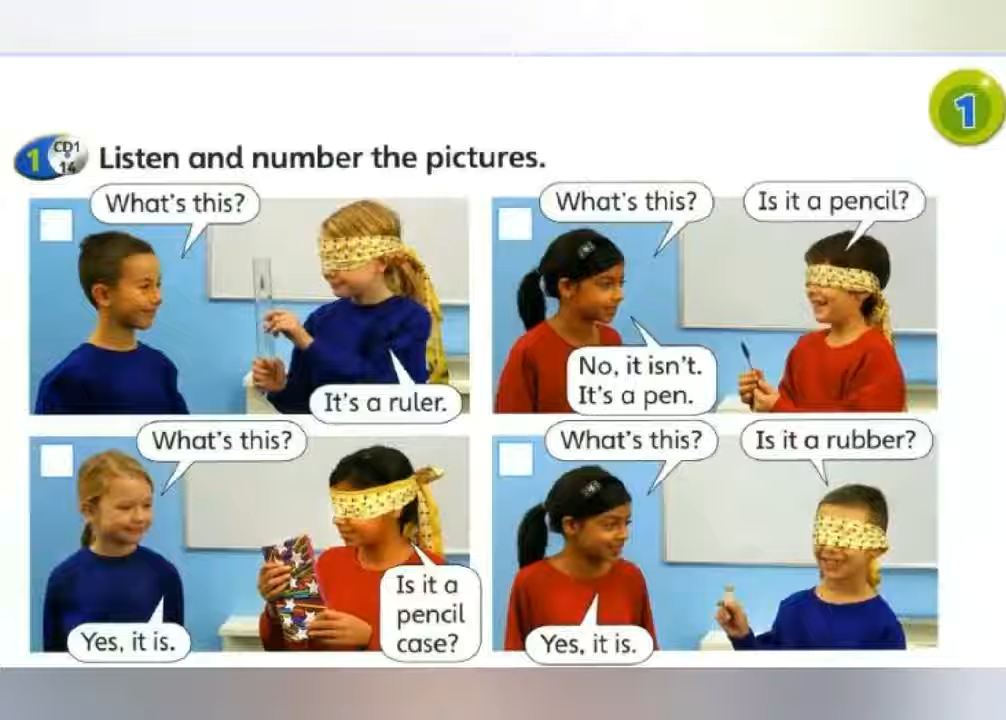 1
1 CD1 14 Listen and number the pictures.
What's this?
It's a ruler.
What's this?
Is it a pencil?
No, it isn't.
It's a pen.
What's this?
Is it a
pencil
case?
Yes, it is.
What's this?
Is it a rubber?
Yes, it is.